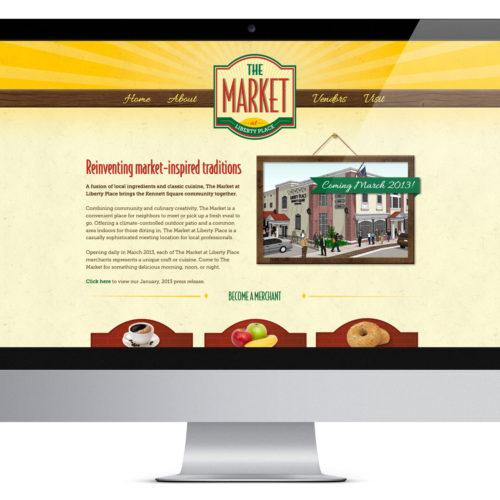 THE
MARKET
at
LIBERTY PLACE
Home About Vendors Visit
Reinventing market-inspired traditions
A fusion of local ingredients and classic cuisine, The Market at
Liberty Place brings the Kennett Square community together.
Combining community and culinary creativity, The Market is a
convenient place for neighbors to meet or pick up a fresh meal to
go. Offering a climate-controlled outdoor patio and a common
area indoors for those dining in, The Market at Liberty Place is a
casually sophisticated meeting location for local professionals.
Opening daily in March 2013, each of The Market at Liberty Place
merchants represents a unique craft or cuisine. Come to The
Market for something delicious morning, noon, or night.
Click here to view our January, 2013 press release.
Coming March 2013!
LIBERTY PLACE
BECOME A MERCHANT